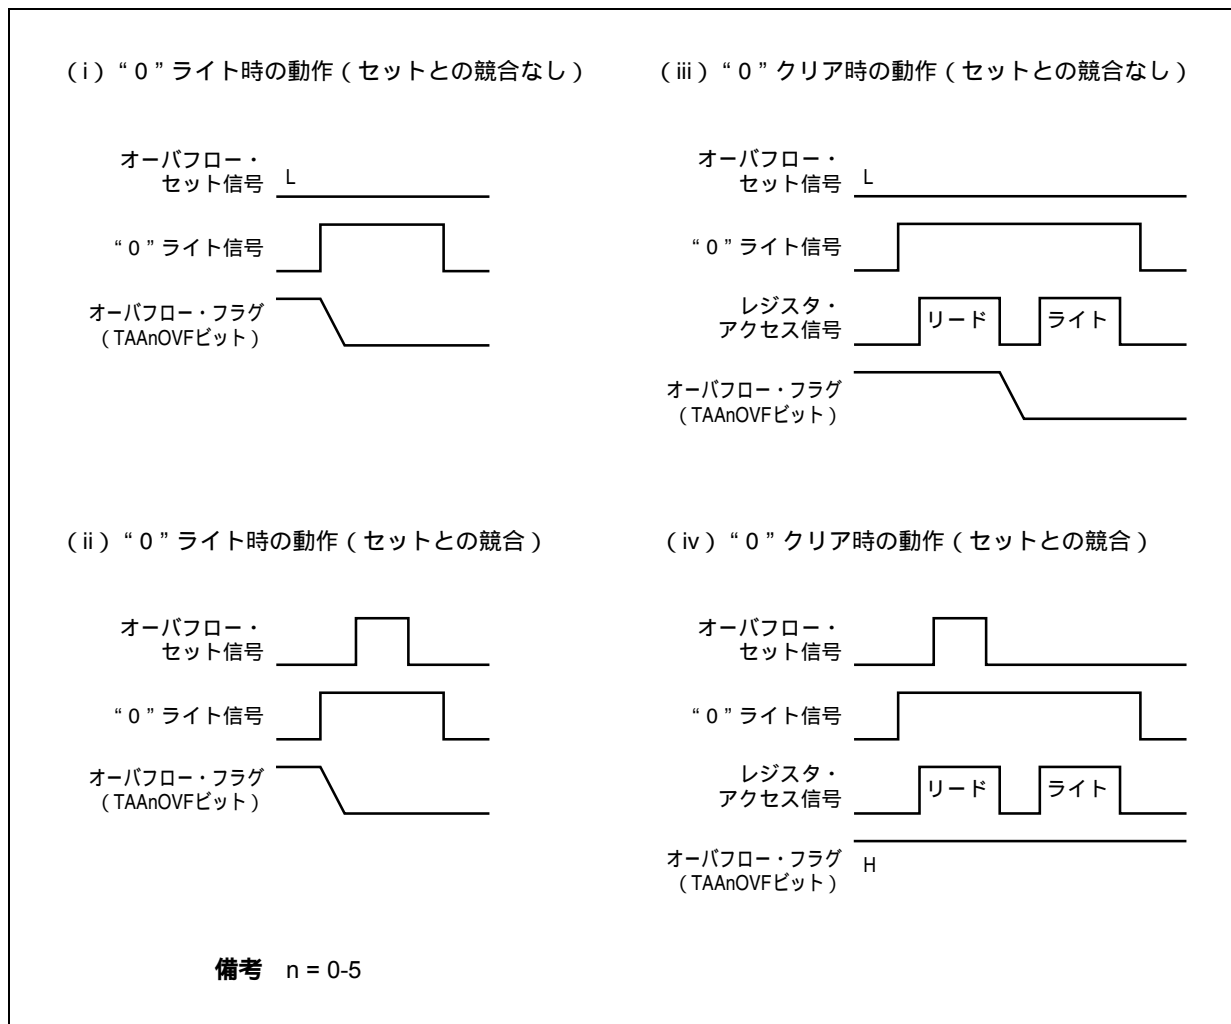 （i）“０”ライト時の動作（セットとの競合なし）
オーバフロー・
セット信号
L
“０”ライト信号
オーバフロー・フラグ
（TAAnOVFビット）
（iii）“０”クリア時の動作（セットとの競合なし）
オーバフロー・
セット信号
L
“０”ライト信号
レジスタ・
アクセス信号
リード
ライト
オーバフロー・フラグ
（TAAnOVFビット）
（ii）“０”ライト時の動作（セットとの競合）
オーバフロー・
セット信号
“０”ライト信号
オーバフロー・フラグ
（TAAnOVFビット）
（iv）“０”クリア時の動作（セットとの競合）
オーバフロー・
セット信号
“０”ライト信号
レジスタ・
アクセス信号
リード
ライト
オーバフロー・フラグ
（TAAnOVFビット）
H
備考 n = 0-5